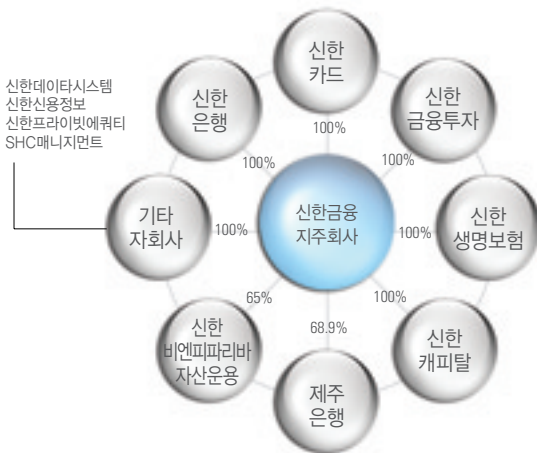 신한
카드
신한데이타시스템
신한신용정보
신한프라이빗에쿼티
SHC매니지먼트
신한
은행
신한
금융투자
100%
100%
100%
기타
자회사
100%
신한금융
지주회사
100%
신한
생명보험
65%
68.9%
100%
신한
비엔피파리바
자산운용
신한
캐피탈
제주
은행